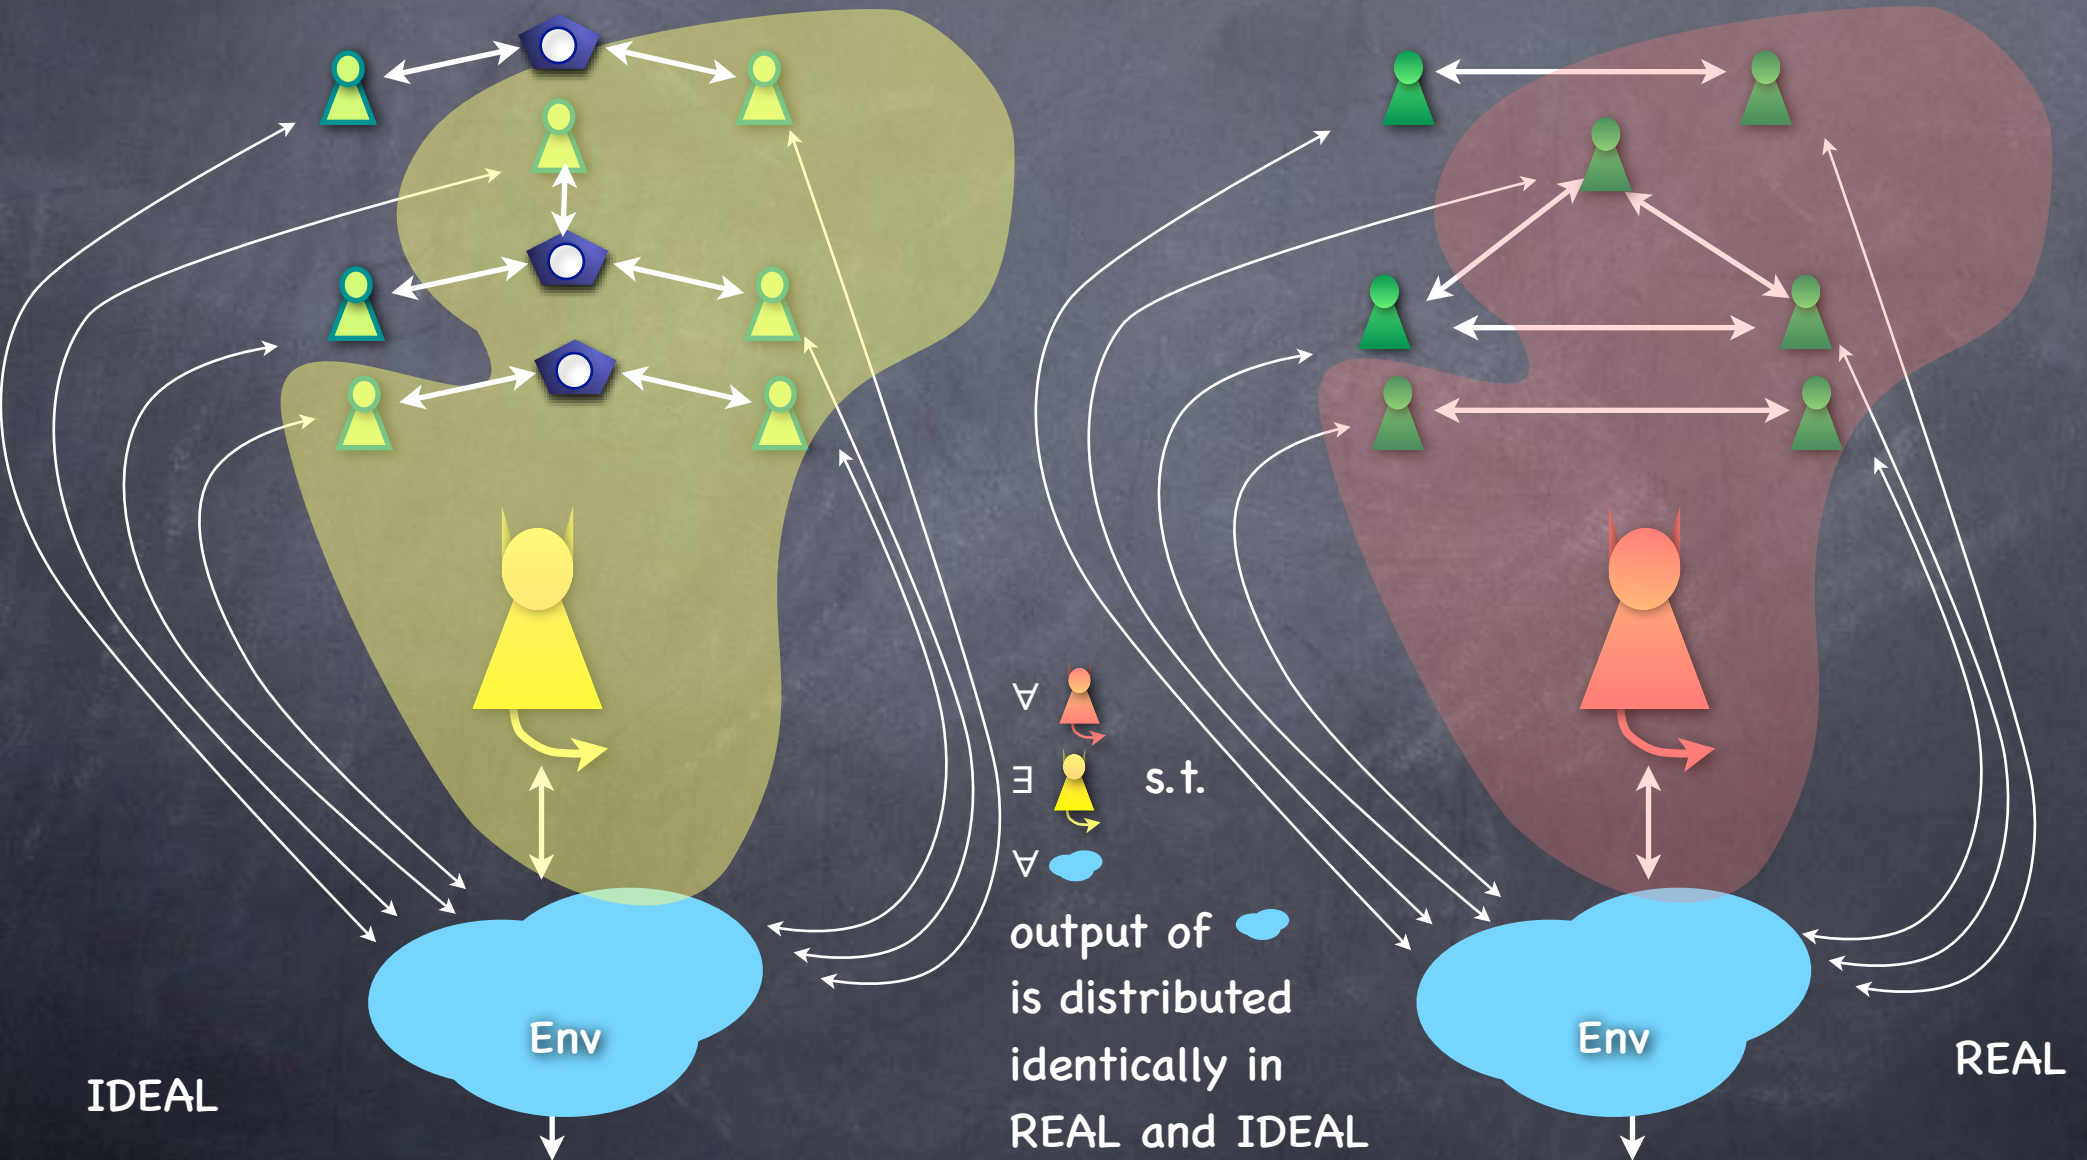 ∀
∃ s.t.
∀
output of
is distributed
identically in
REAL and IDEAL
Env
Env
IDEAL
REAL